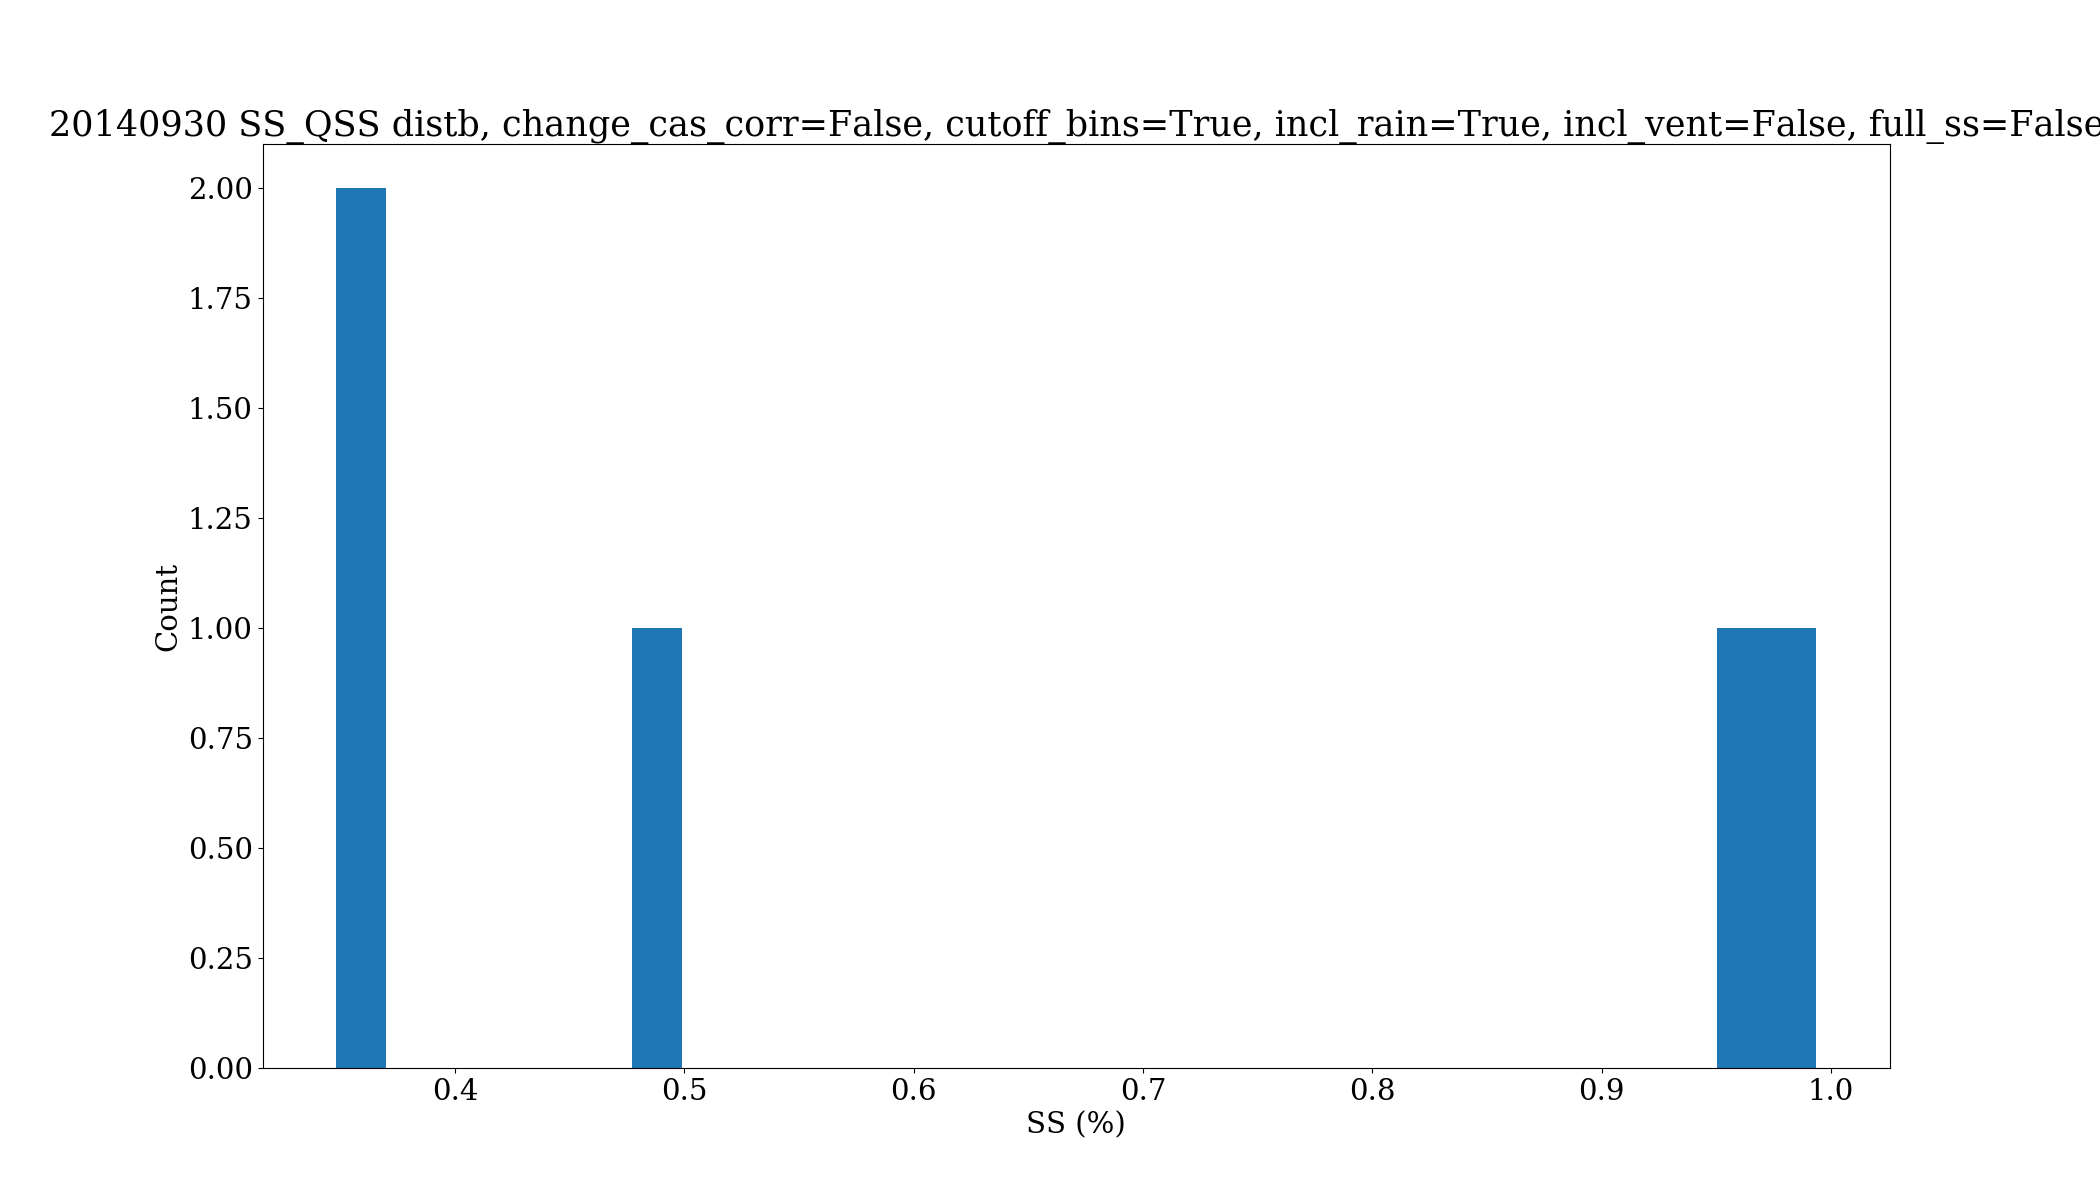 20140930 SS_QSS distb, change_cas_corr=False, cutoff_bins=True, incl_rain=True, incl_vent=False, full_ss=False
2.00
1.75
1.50
1.25
1.00
0.75
0.50
0.25
0.00
Count
0.4 0.5 0.6 0.7 0.8 0.9 1.0
SS (%)